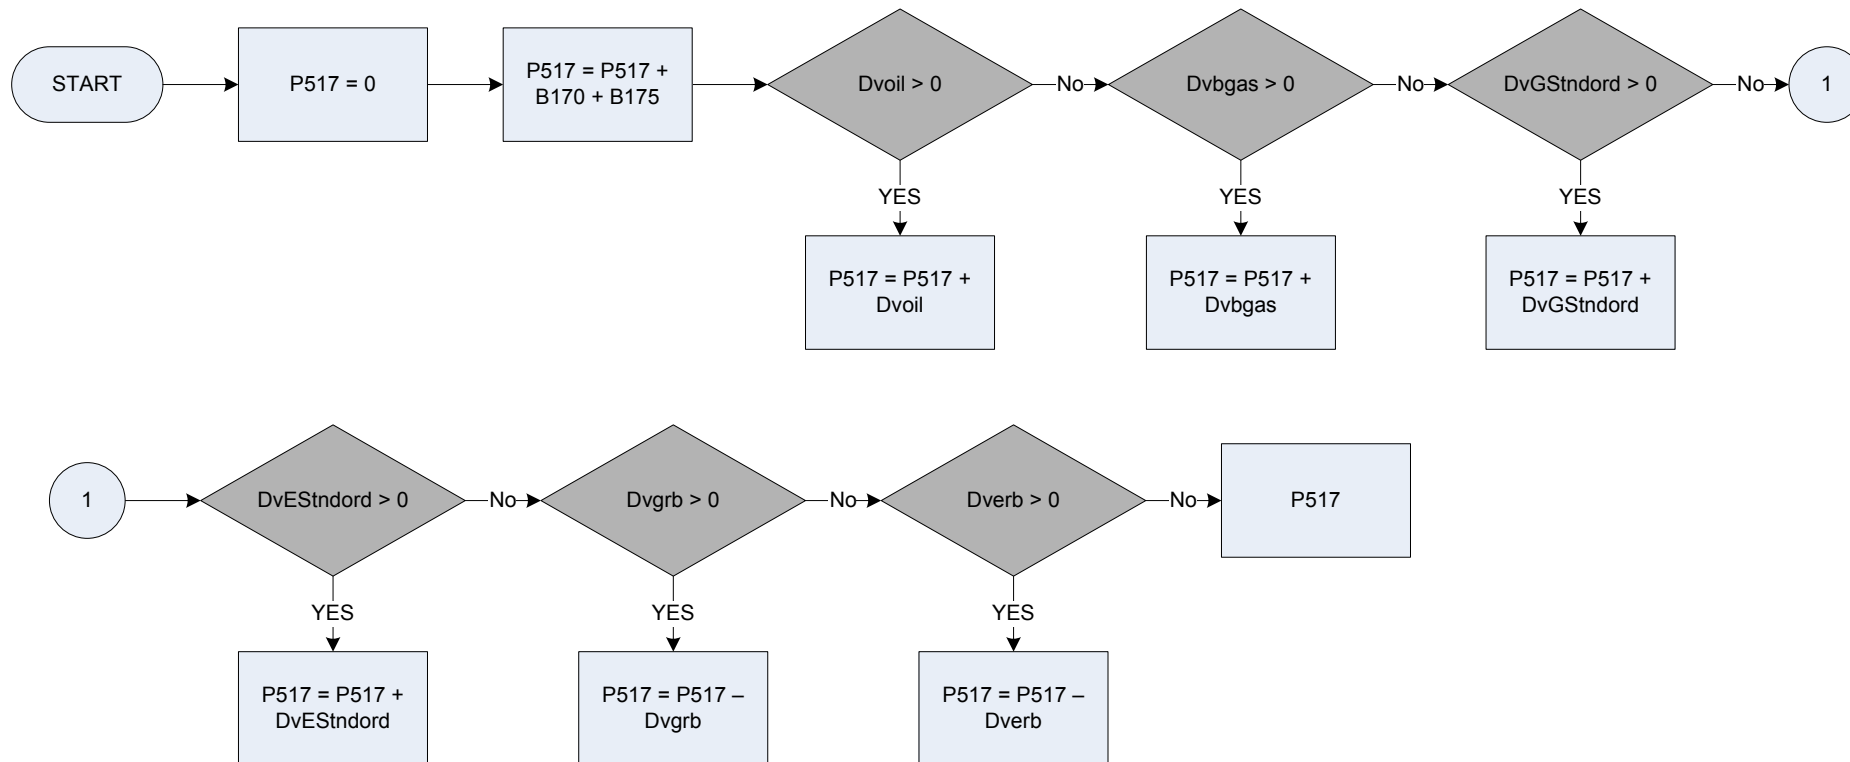 START
P517 = 0
P517 = P517 +
B170 + B175
Dvoil > 0
No
Dvbgas > 0
No
DvGStndord > 0
No
1
YES
YES
YES
P517 = P517 +
Dvoil
P517 = P517 +
Dvbgas
P517 = P517 +
DvGStndord
1
DvEStndord > 0
No
Dvgrb > 0
No
Dverb > 0
No
P517
YES
YES
YES
P517 = P517 +
DvEStndord
P517 = P517 –
Dvgrb
P517 = P517 –
Dverb